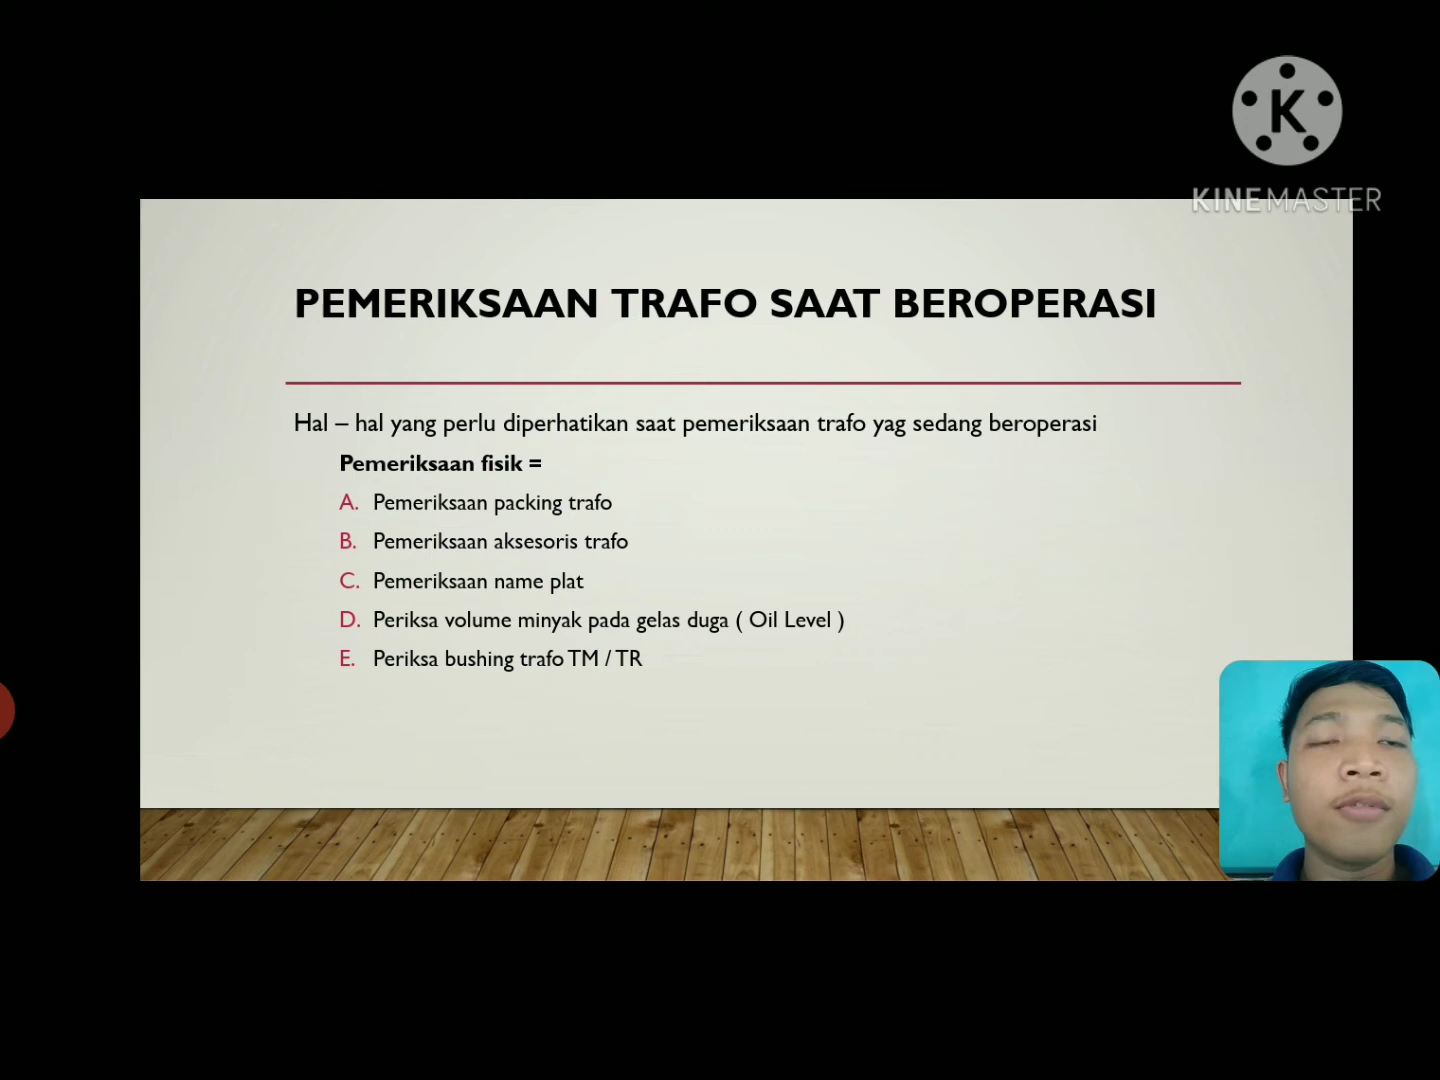 K
KINEMASTER
PEMERIKSAAN TRAFO SAAT BEROPERASI
Hal – hal yang perlu diperhatikan saat pemeriksaan trafo yag sedang beroperasi
Pemeriksaan fisik =
A. Pemeriksaan packing trafo
B. Pemeriksaan aksesoris trafo
C. Pemeriksaan name plat
D. Periksa volume minyak pada gelas duga ( Oil Level )
E. Periksa bushing trafo TM / TR